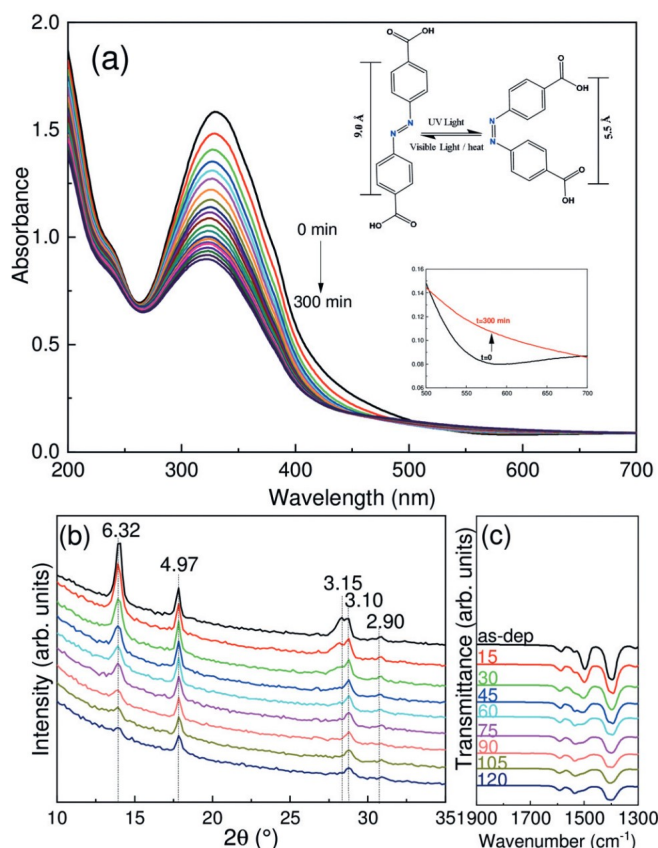 (a)
2.0
1.5
1.0
0.5
0.0
Absorbance
200 300 400 500 600 700
Wavelength (nm)
0 min
300 min
9.0 Å
O
OH
N
N
HO
O
UV Light
Visible Light / heat
O
OH
N
N
O
OH
5.5 Å
0.16
0.14
0.12
0.10
0.08
0.06
t=300 min
t=0
500 550 600 650 700
(b)
6.32
4.97
3.15
3.10
2.90
Intensity (arb. units)
10 15 20 25 30 35
2θ (°)
(c)
Transmittance (arb. units)
as-dep
15
30
45
60
75
90
105
120
1900 1700 1500 1300
Wavenumber (cm-1)